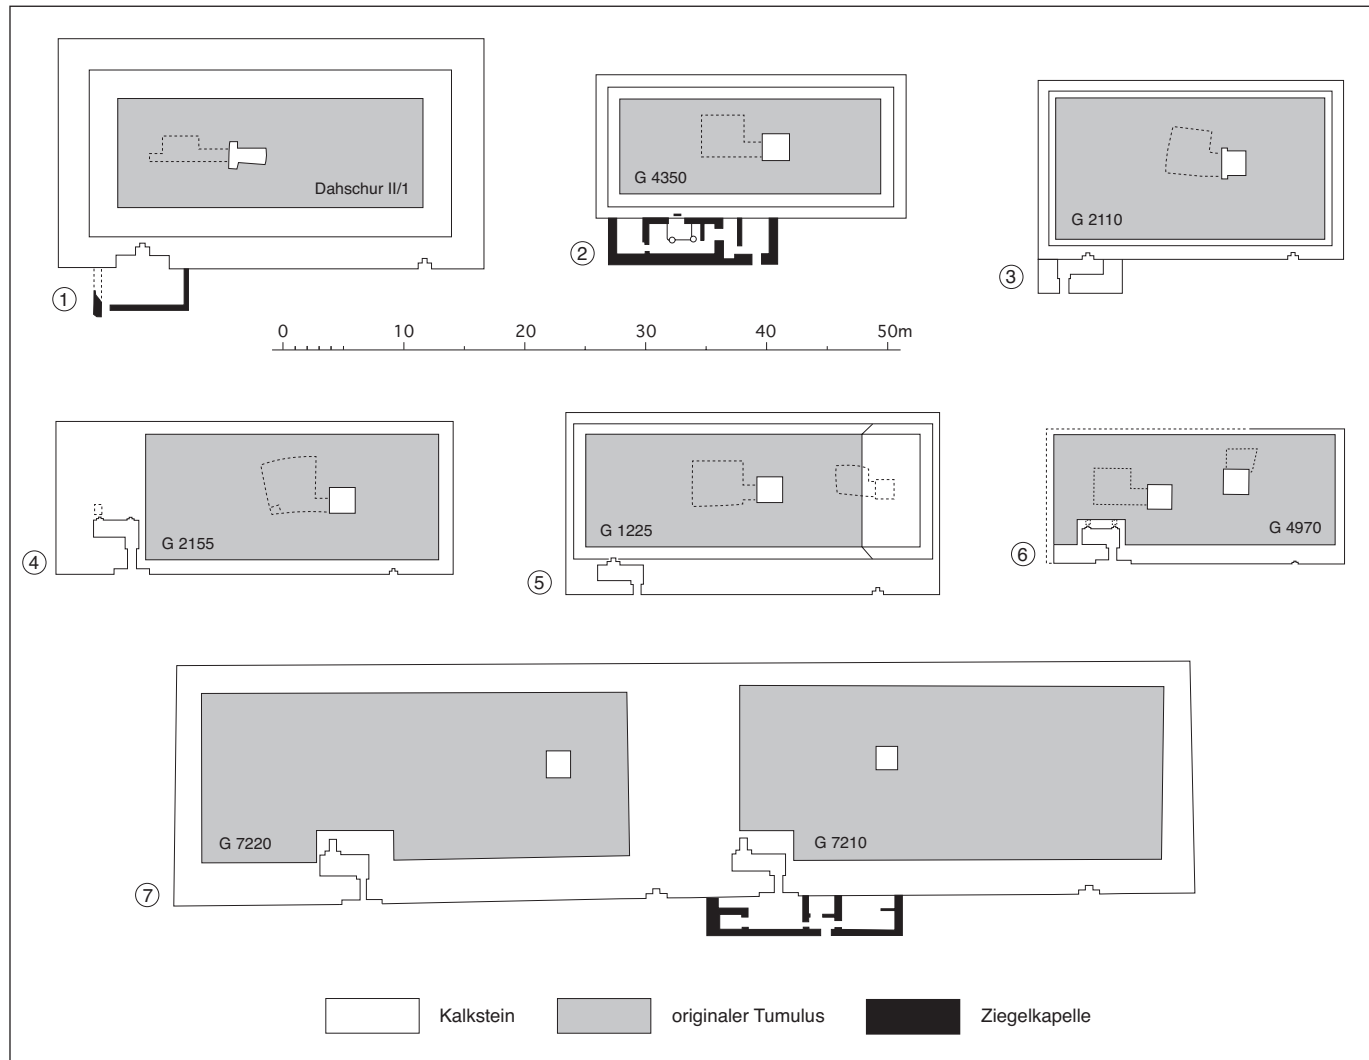 Dahschur II/1
①
G 4350
②
G 2110
③
0 10 20 30 40 50m
G 2155
④
G 1225
⑤
G 4970
⑥
G 7220
G 7210
⑦
Kalkstein
originaler Tumulus
Ziegelkapelle